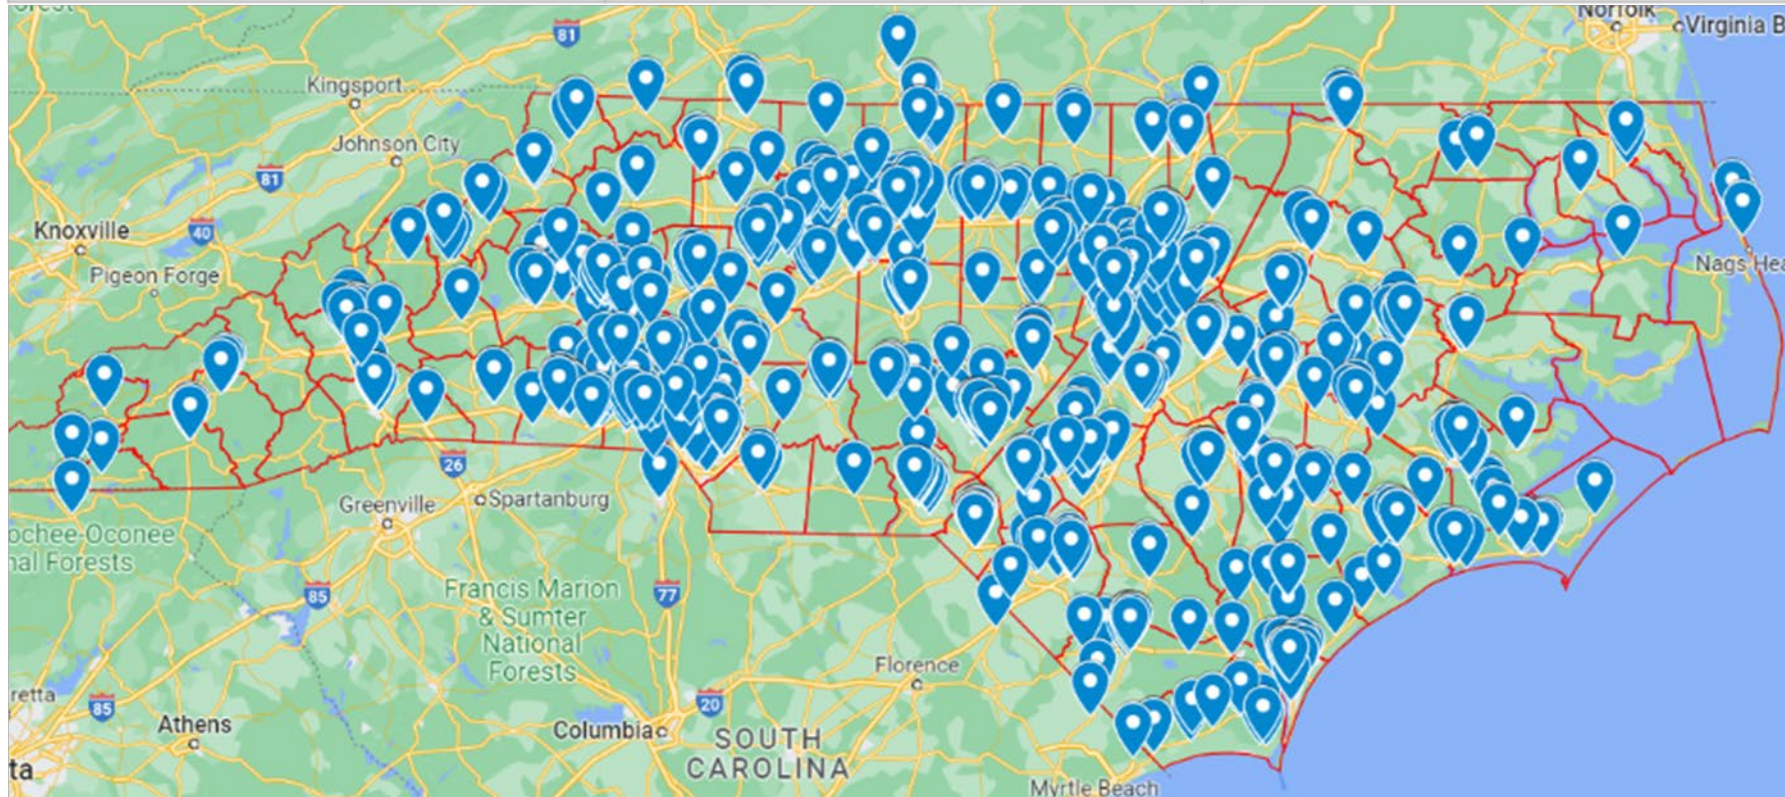 orest
81
Norfolk
Virginia B
Kingsport
Johnson City
81
Knoxville
40
Pigeon Forge
Nags Hea
26
Greenville
Spartanburg
ochee-Oconee
nal Forests
85
Francis Marion
& Sumter
National
Forests
77
Florence
retta
85
Athens
20
Columbia
SOUTH
CAROLINA
ta
Myrtle Beach